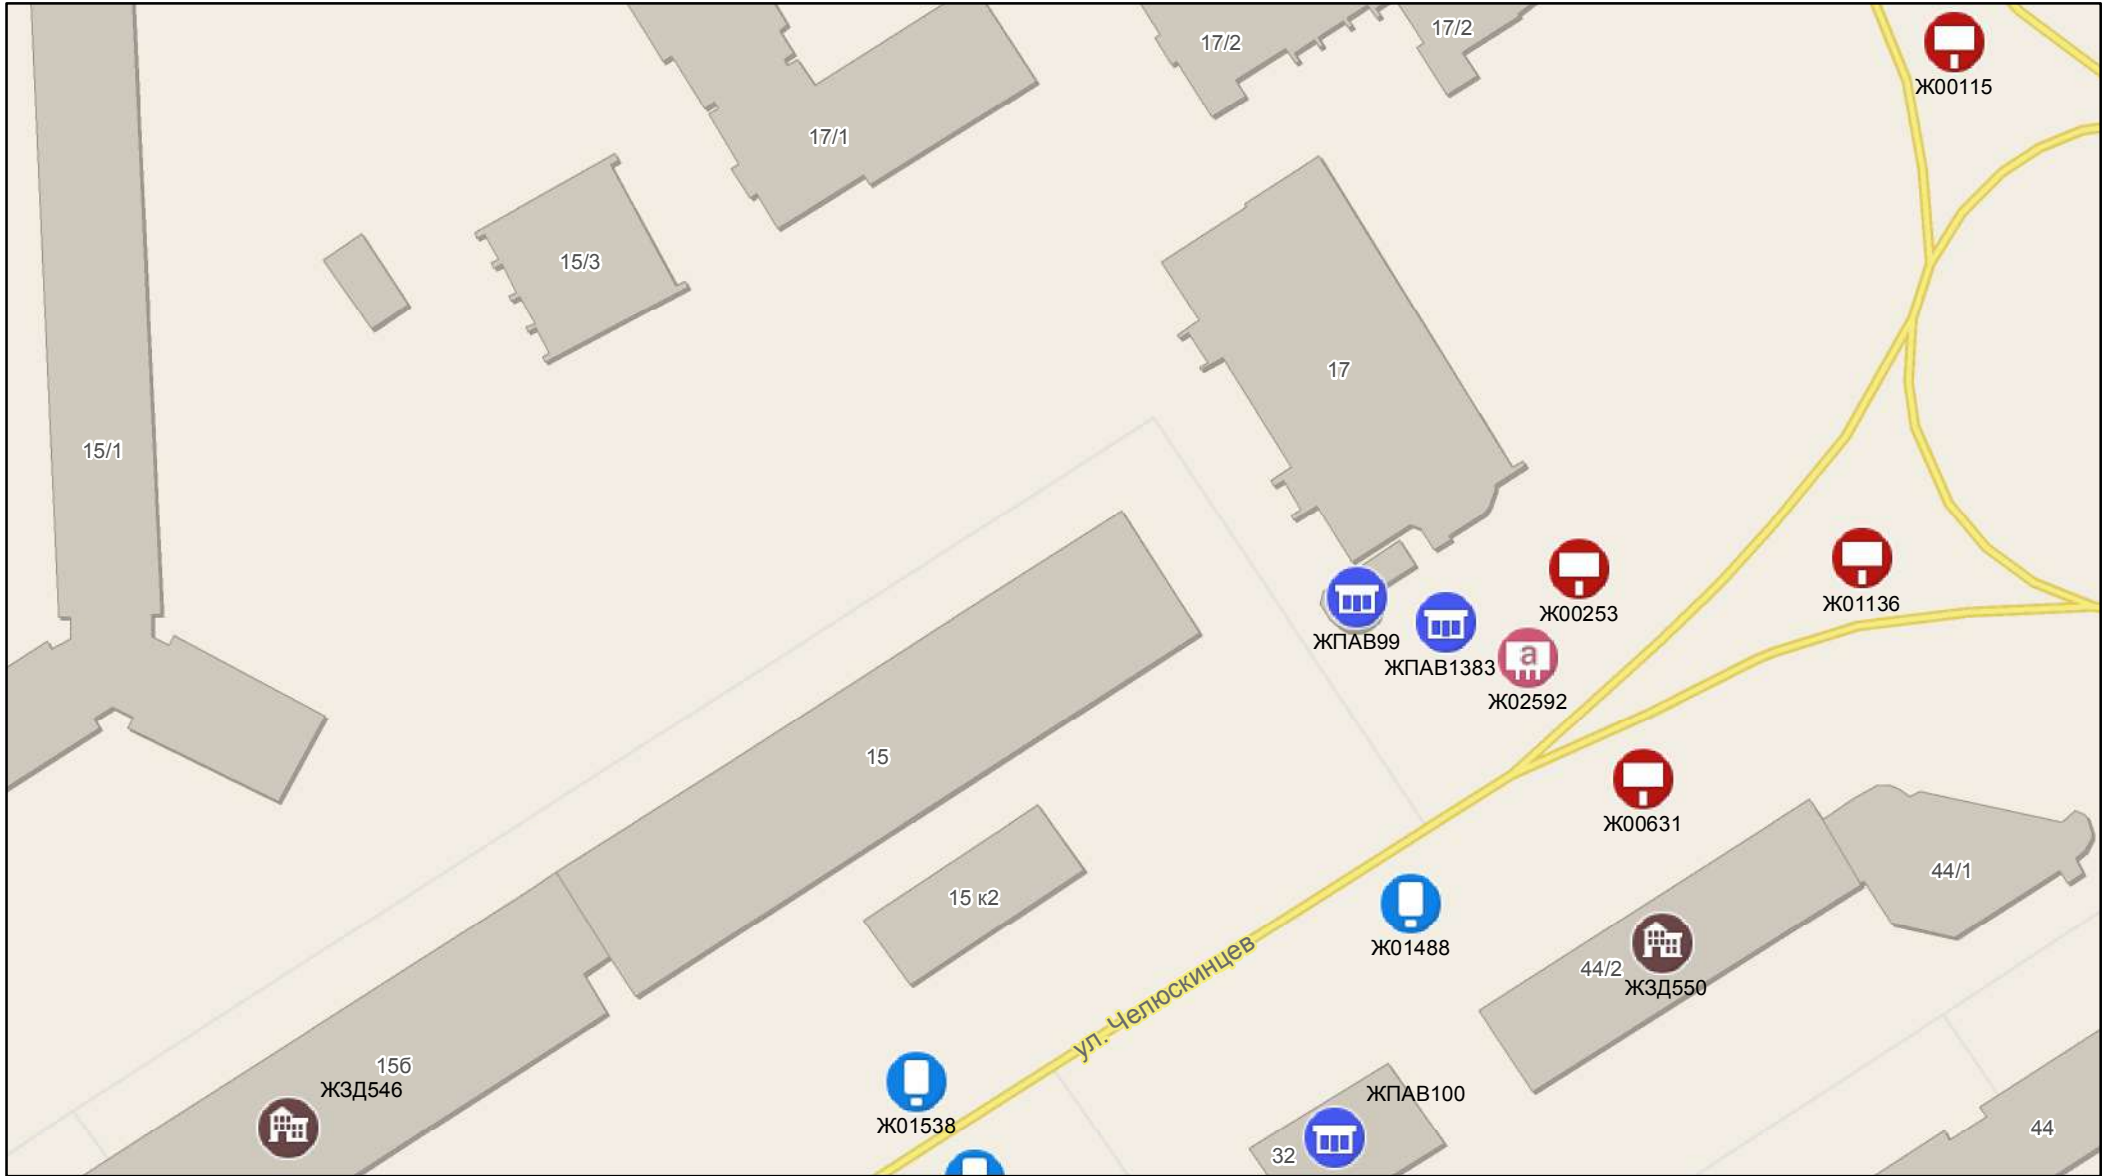 17/2
17/2
Ж00115
17/1
15/3
17
15/1
Ж00253
Ж01136
ЖПАВ99
ЖПАВ1383
a
Ж02592
15
Ж00631
44/1
15 к2
Ж01488
44/2
ЖЗД550
ул. Челюскинцев
15б
ЖЗД546
ЖПАВ100
Ж01538
32
44